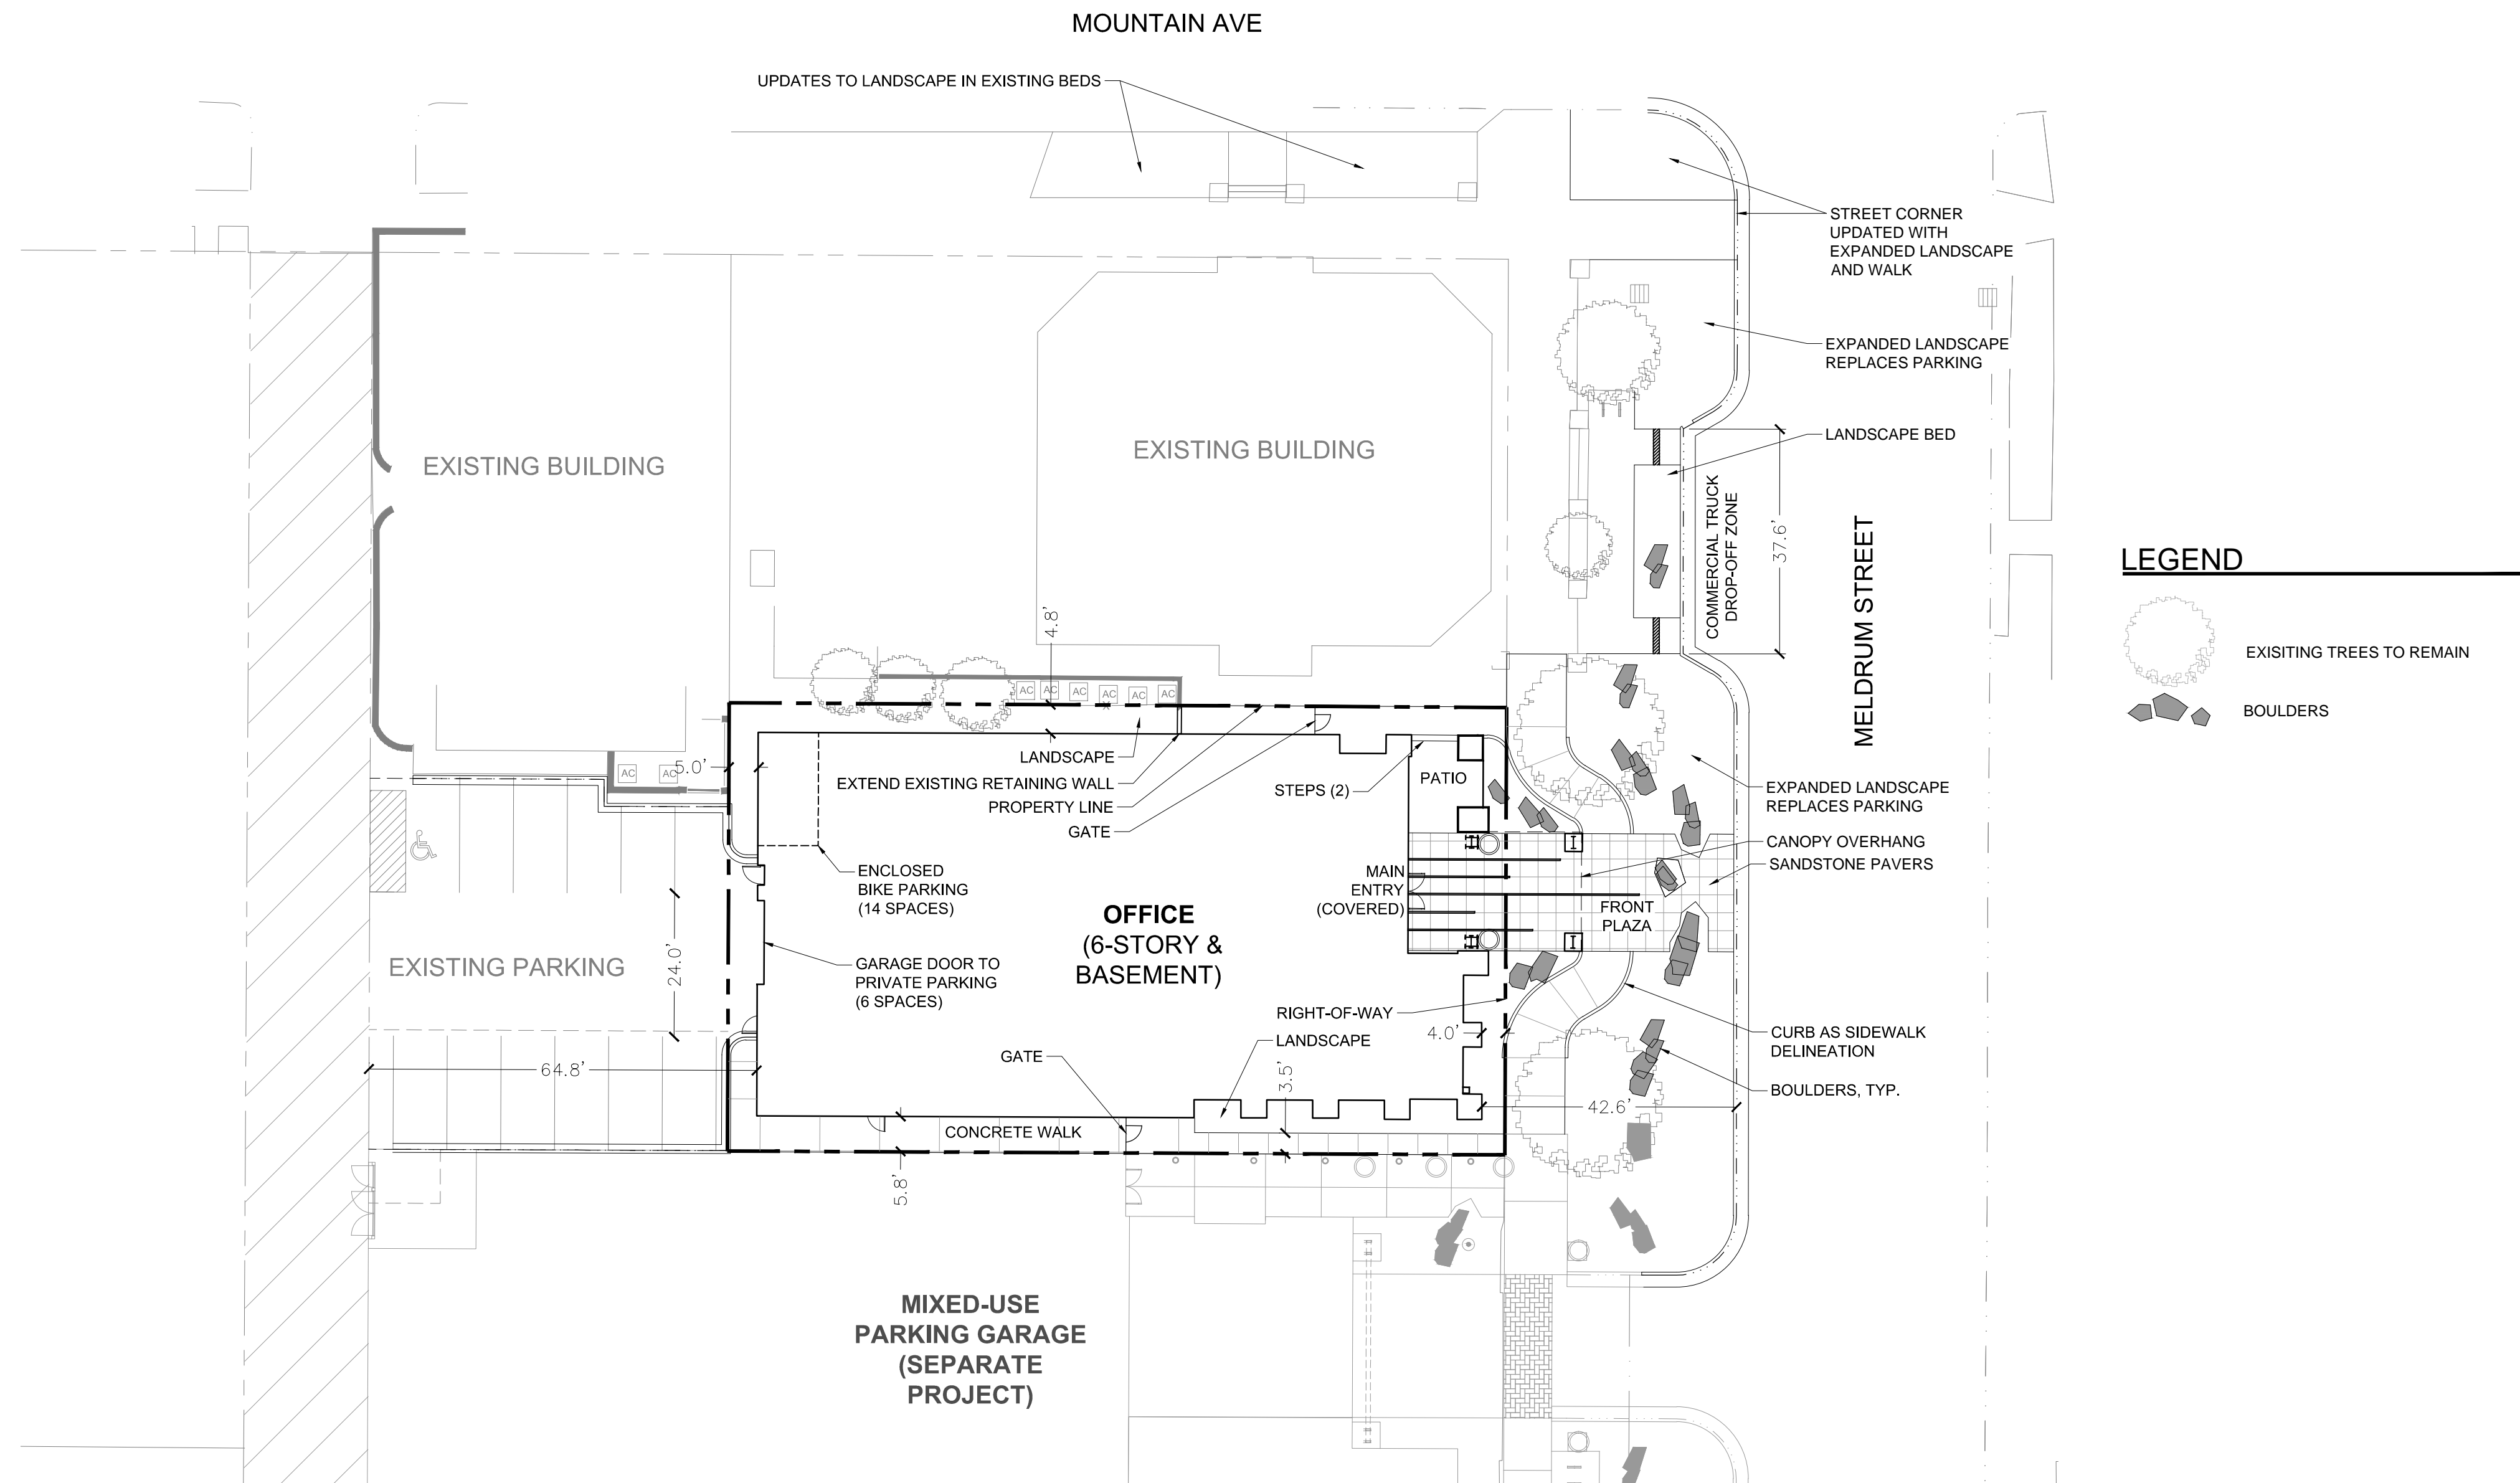 MOUNTAIN AVE
UPDATES TO LANDSCAPE IN EXISTING BEDS
STREET CORNER
UPDATED WITH
EXPANDED LANDSCAPE
AND WALK
EXPANDED LANDSCAPE
REPLACES PARKING
LANDSCAPE BED
EXISTING BUILDING
EXISTING BUILDING
COMMERCIAL TRUCK
DROP-OFF ZONE
37.6'
MELDRUM STREET
LEGEND
EXISITING TREES TO REMAIN
BOULDERS
4.8'
AC
AC
AC
AC
AC
AC
AC
AC
5.0'
LANDSCAPE
EXTEND EXISTING RETAINING WALL
PROPERTY LINE
GATE
STEPS (2)
PATIO
EXPANDED LANDSCAPE
REPLACES PARKING
CANOPY OVERHANG
SANDSTONE PAVERS
ENCLOSED
BIKE PARKING
(14 SPACES)
MAIN
ENTRY
(COVERED)
FRONT
PLAZA
OFFICE
(6-STORY &
BASEMENT)
EXISTING PARKING
24.0'
GARAGE DOOR TO
PRIVATE PARKING
(6 SPACES)
RIGHT-OF-WAY
4.0'
LANDSCAPE
GATE
CURB AS SIDEWALK
DELINEATION
BOULDERS, TYP.
64.8'
3.5'
42.6'
CONCRETE WALK
5.8'
MIXED-USE
PARKING GARAGE
(SEPARATE
PROJECT)